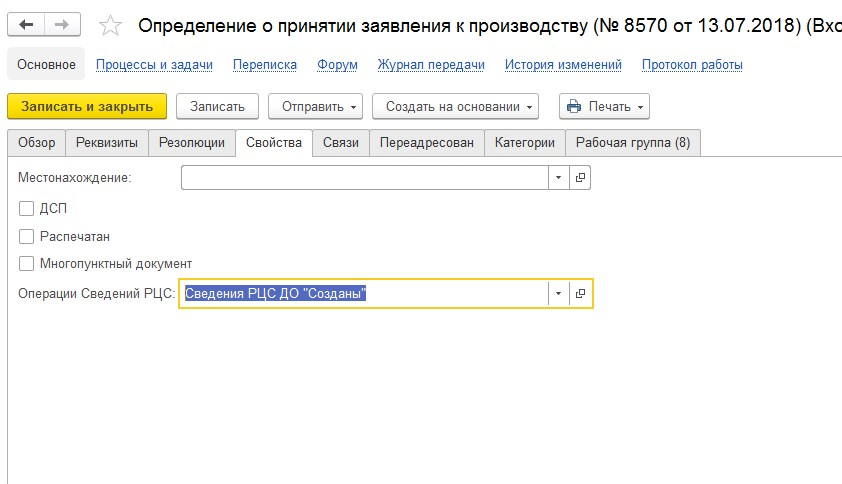 Определение о принятии заявления к производству (№ 8570 от 13.07.2018) (Вхо
Основное Процессы и задачи Переписка Форум Журнал передачи История изменений Протокол работы
Записать и закрыть Записать Отправить Создать на основании Печать
Обзор Реквизиты Резолюции Свойства Связи Переадресован Категории Рабочая группа (8)
Местонахождение:
ДСП
Распечатан
Многопунктный документ
Операции Сведений РЦС: Сведения РЦС ДО "Созданы"